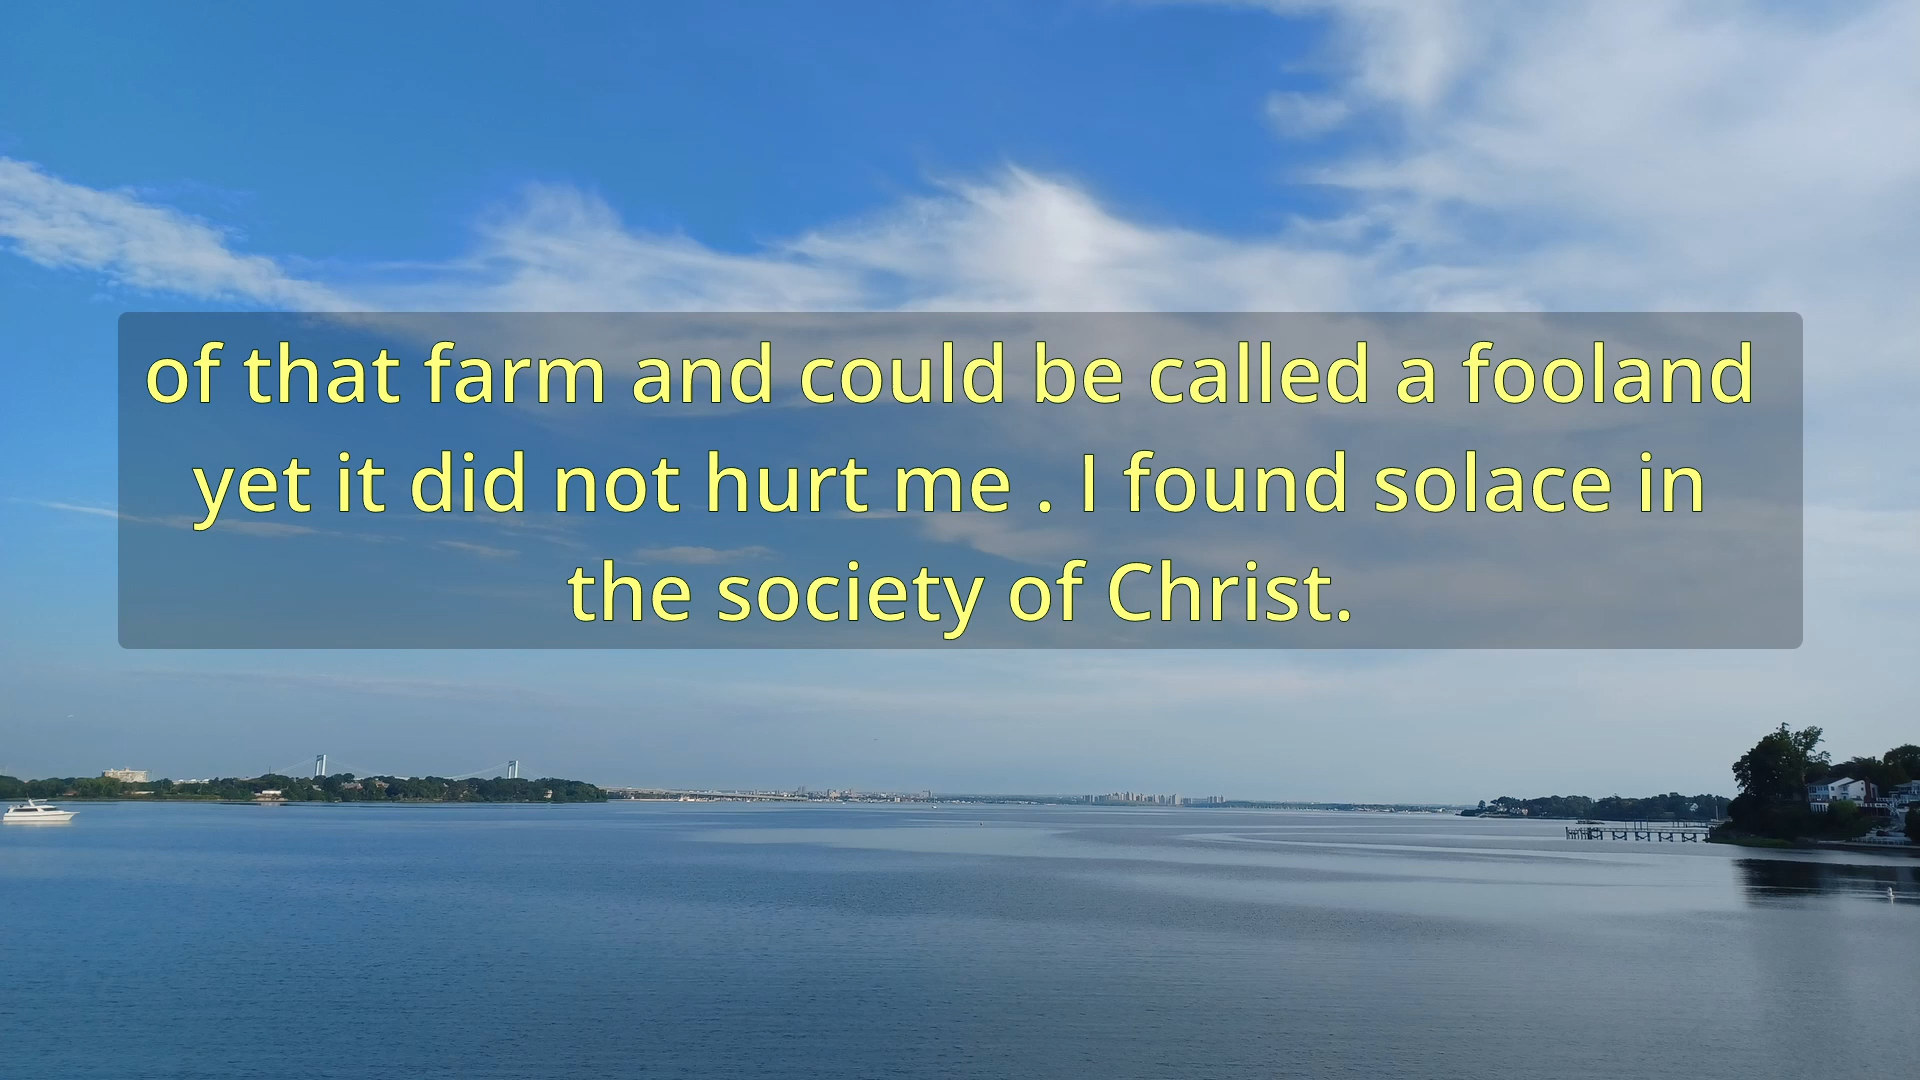 of that farm and could be called a fooland
yet it did not hurt me . I found solace in
the society of Christ.